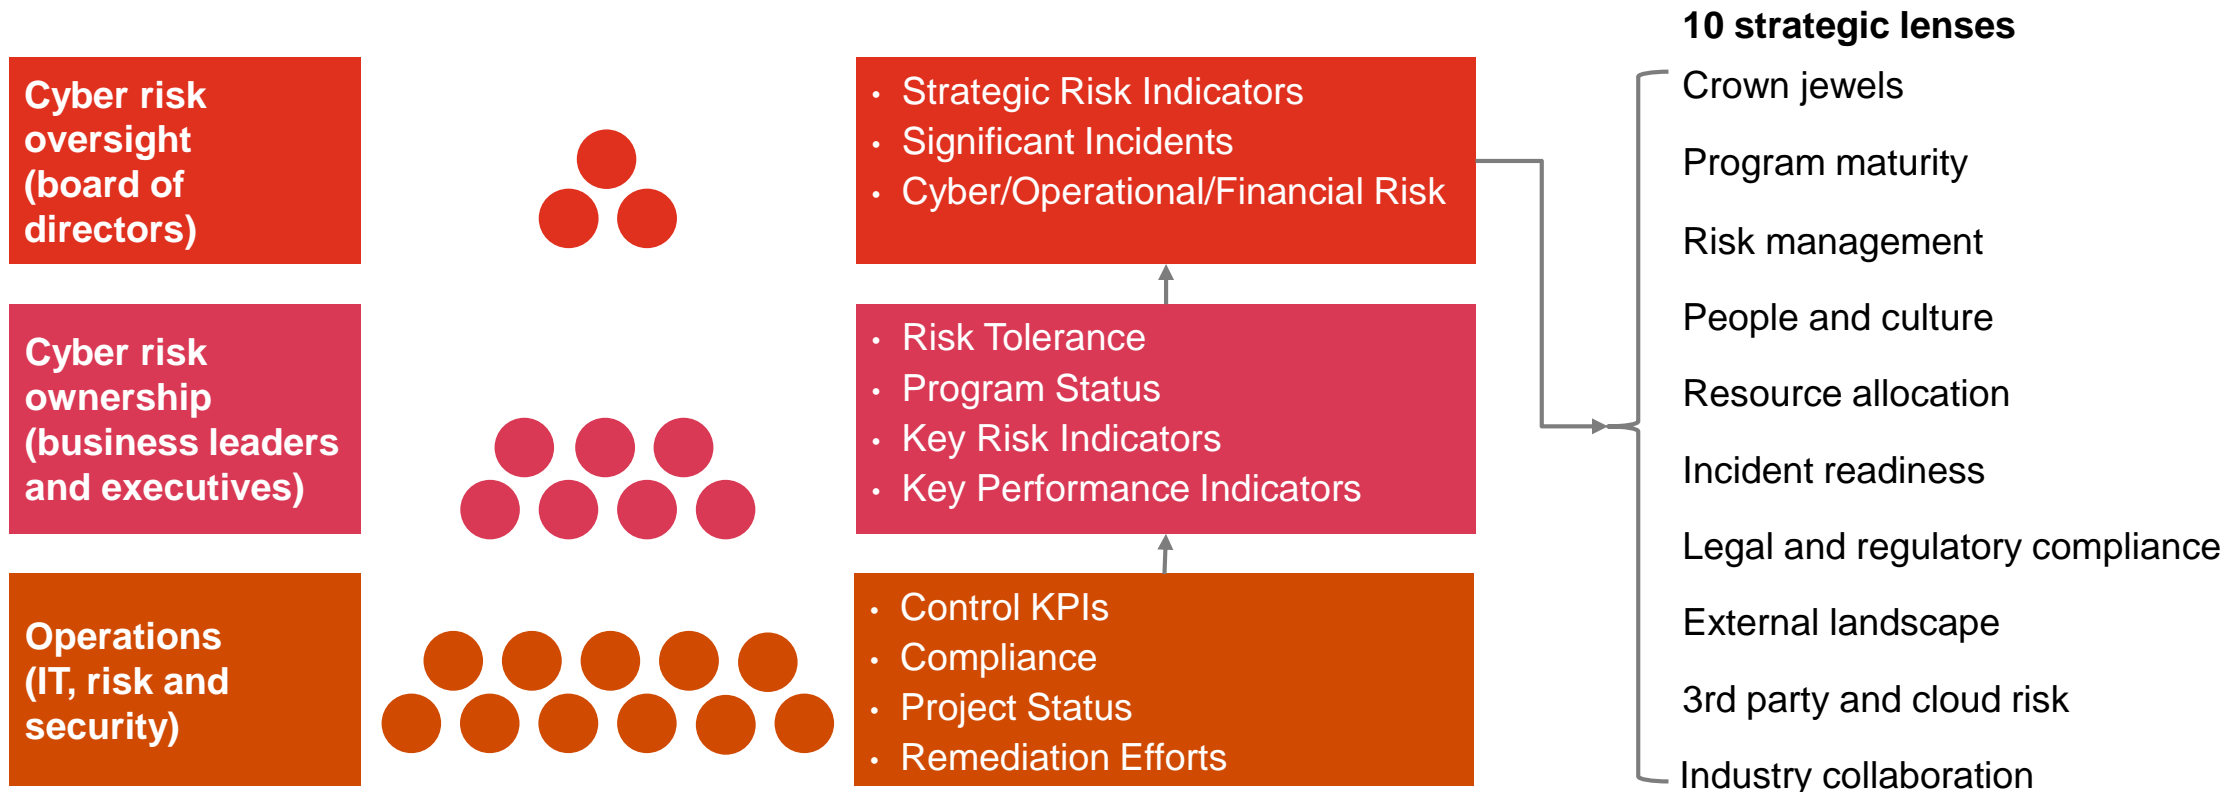 10 strategic lenses
Cyber risk
oversight
(board of
directors)
• Strategic Risk Indicators
• Significant Incidents
• Cyber/Operational/Financial Risk
Cyber risk
ownership
(business leaders
and executives)
• Risk Tolerance
• Program Status
• Key Risk Indicators
• Key Performance Indicators
Operations
(IT, risk and
security)
• Control KPIs
• Compliance
• Project Status
• Remediation Efforts
Crown jewels
Program maturity
Risk management
People and culture
Resource allocation
Incident readiness
Legal and regulatory compliance
External landscape
3rd party and cloud risk
Industry collaboration